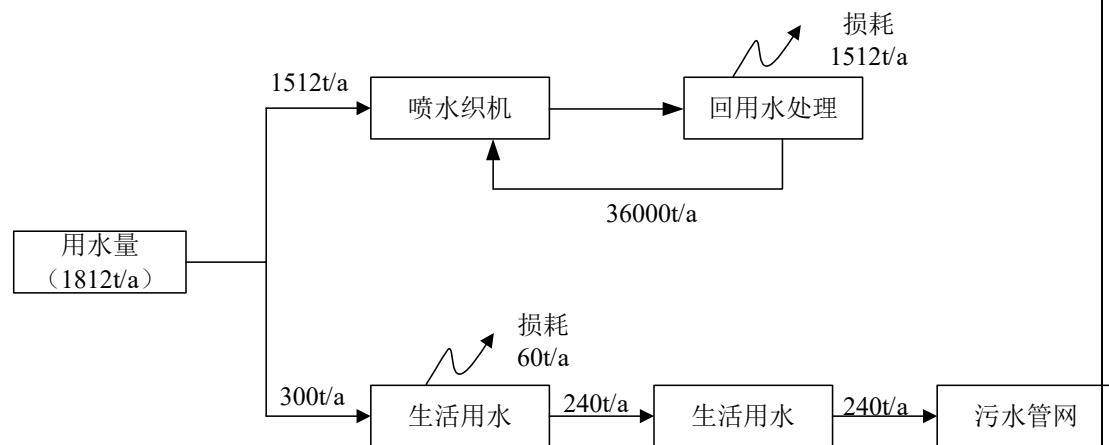 损耗
1512t/a
1512t/a
喷水织机
回用水处理
36000t/a
用水量
（1812t/a）
损耗
60t/a
300t/a
生活用水
240t/a
生活用水
240t/a
污水管网